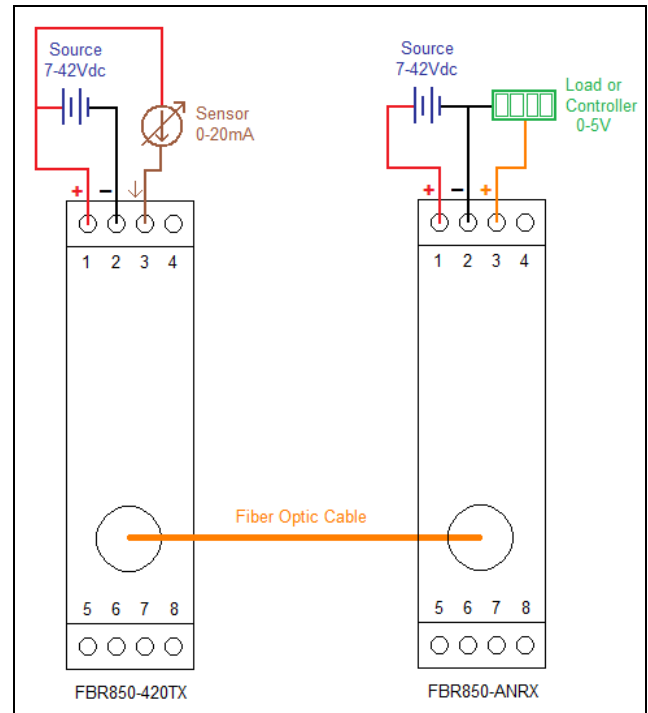 Source
7-42Vdc
Sensor
0-20mA
+ − ↓
1 2 3 4
Source
7-42Vdc
Load or
Controller
0-5V
+ − +
1 2 3 4
Fiber Optic Cable
5 6 7 8
FBR850-420TX
5 6 7 8
FBR850-ANRX